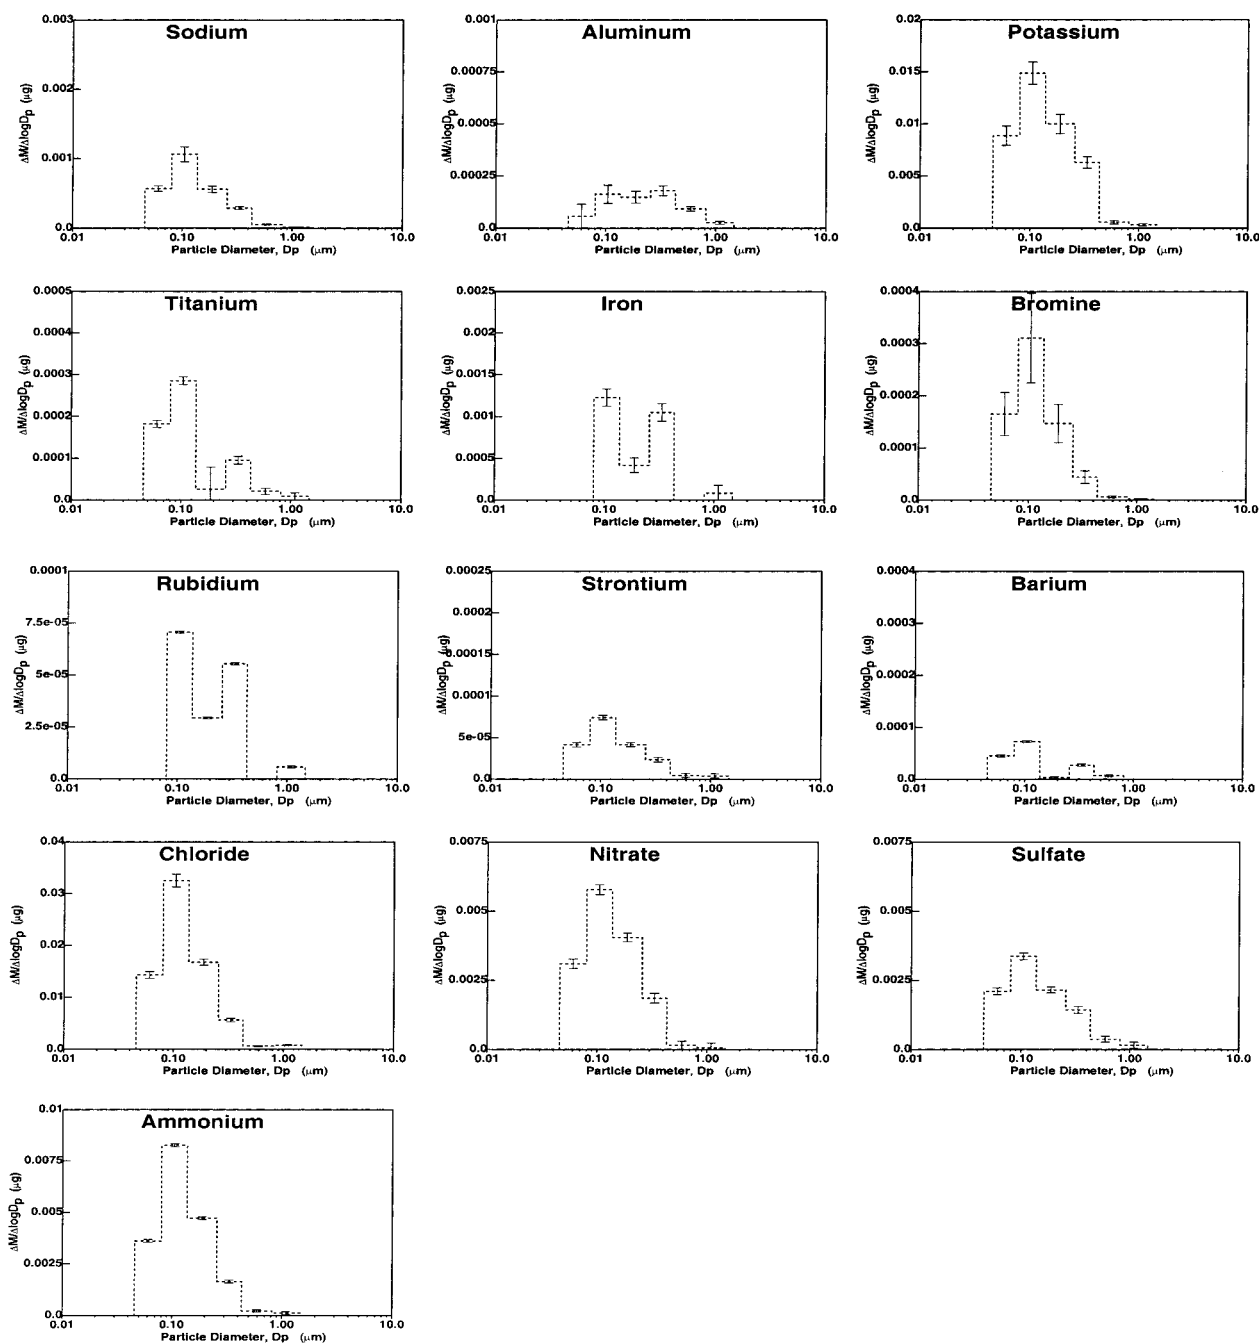 Sodium
0.003
0.002
0.001
0.0
ΔM/ΔlogDp (μg)
0.01 0.10 1.00 10.0
Particle Diameter, Dp (μm)
Aluminum
0.001
0.00075
0.0005
0.00025
0.0
ΔM/ΔlogDp (μg)
0.01 0.10 1.00 10.0
Particle Diameter, Dp (μm)
Potassium
0.02
0.015
0.01
0.005
0.0
ΔM/ΔlogDp (μg)
0.01 0.10 1.00 10.0
Particle Diameter, Dp (μm)
Titanium
0.0005
0.0004
0.0003
0.0002
0.0001
0.0
ΔM/ΔlogDp (μg)
0.01 0.10 1.00 10.0
Particle Diameter, Dp (μm)
Iron
0.0025
0.002
0.0015
0.001
0.0005
0.0
ΔM/ΔlogDp (μg)
0.01 0.10 1.00 10.0
Particle Diameter, Dp (μm)
Bromine
0.0004
0.0003
0.0002
0.0001
0.0
ΔM/ΔlogDp (μg)
0.01 0.10 1.00 10.0
Particle Diameter, Dp (μm)
Rubidium
0.0001
7.5e-05
5e-05
2.5e-05
0.0
ΔM/ΔlogDp (μg)
0.01 0.10 1.00 10.0
Particle Diameter, Dp (μm)
Strontium
0.00025
0.0002
0.00015
0.0001
5e-05
0.0
ΔM/ΔlogDp (μg)
0.01 0.10 1.00 10.0
Particle Diameter, Dp (μm)
Barium
0.0004
0.0003
0.0002
0.0001
0.0
ΔM/ΔlogDp (μg)
0.01 0.10 1.00 10.0
Particle Diameter, Dp (μm)
Chloride
0.04
0.03
0.02
0.01
0.0
ΔM/ΔlogDp (μg)
0.01 0.10 1.00 10.0
Particle Diameter, Dp (μm)
Nitrate
0.0075
0.005
0.0025
0.0
ΔM/ΔlogDp (μg)
0.01 0.10 1.00 10.0
Particle Diameter, Dp (μm)
Sulfate
0.0075
0.005
0.0025
0.0
ΔM/ΔlogDp (μg)
0.01 0.10 1.00 10.0
Particle Diameter, Dp (μm)
Ammonium
0.01
0.0075
0.005
0.0025
0.0
ΔM/ΔlogDp (μg)
0.01 0.10 1.00 10.0
Particle Diameter, Dp (μm)